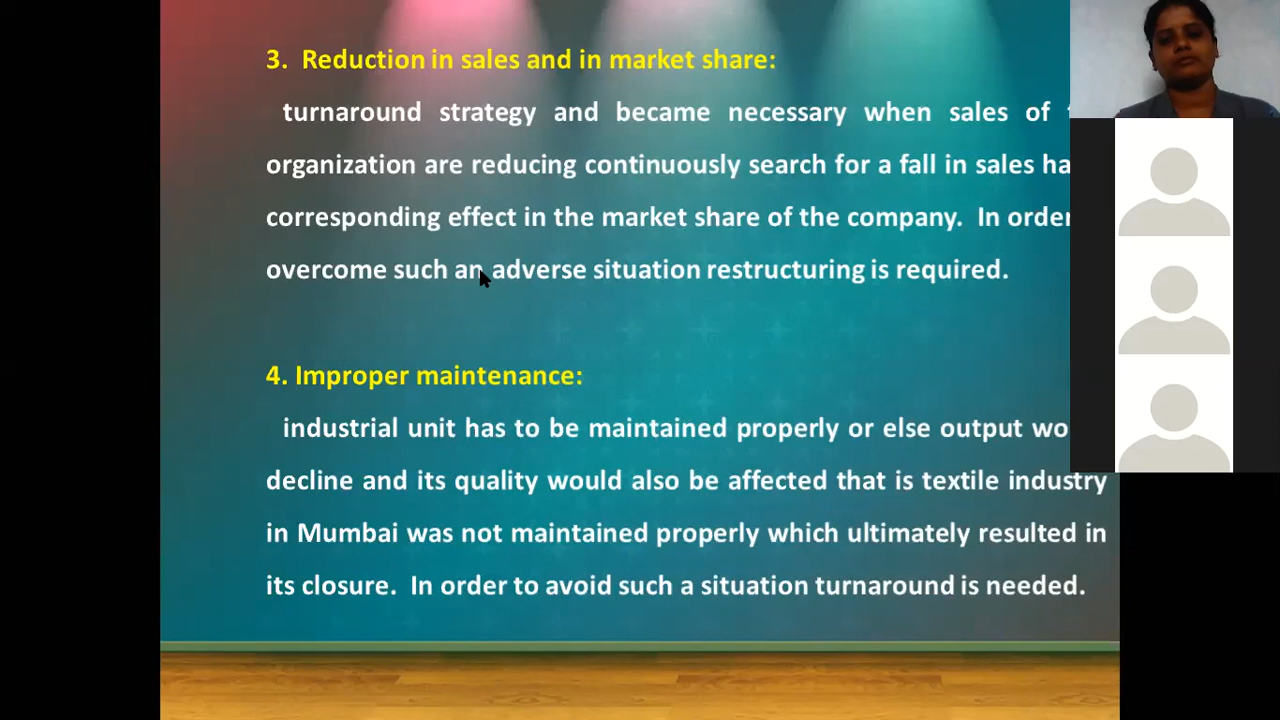 3. Reduction in sales and in market share:
turnaround strategy and became necessary when sales of
organization are reducing continuously search for a fall in sales
corresponding effect in the market share of the company. In order
overcome such an adverse situation restructuring is required.
4. Improper maintenance:
industrial unit has to be maintained properly or else output
decline and its quality would also be affected that is textile industry
in Mumbai was not maintained properly which ultimately resulted in
its closure. In order to avoid such a situation turnaround is needed.